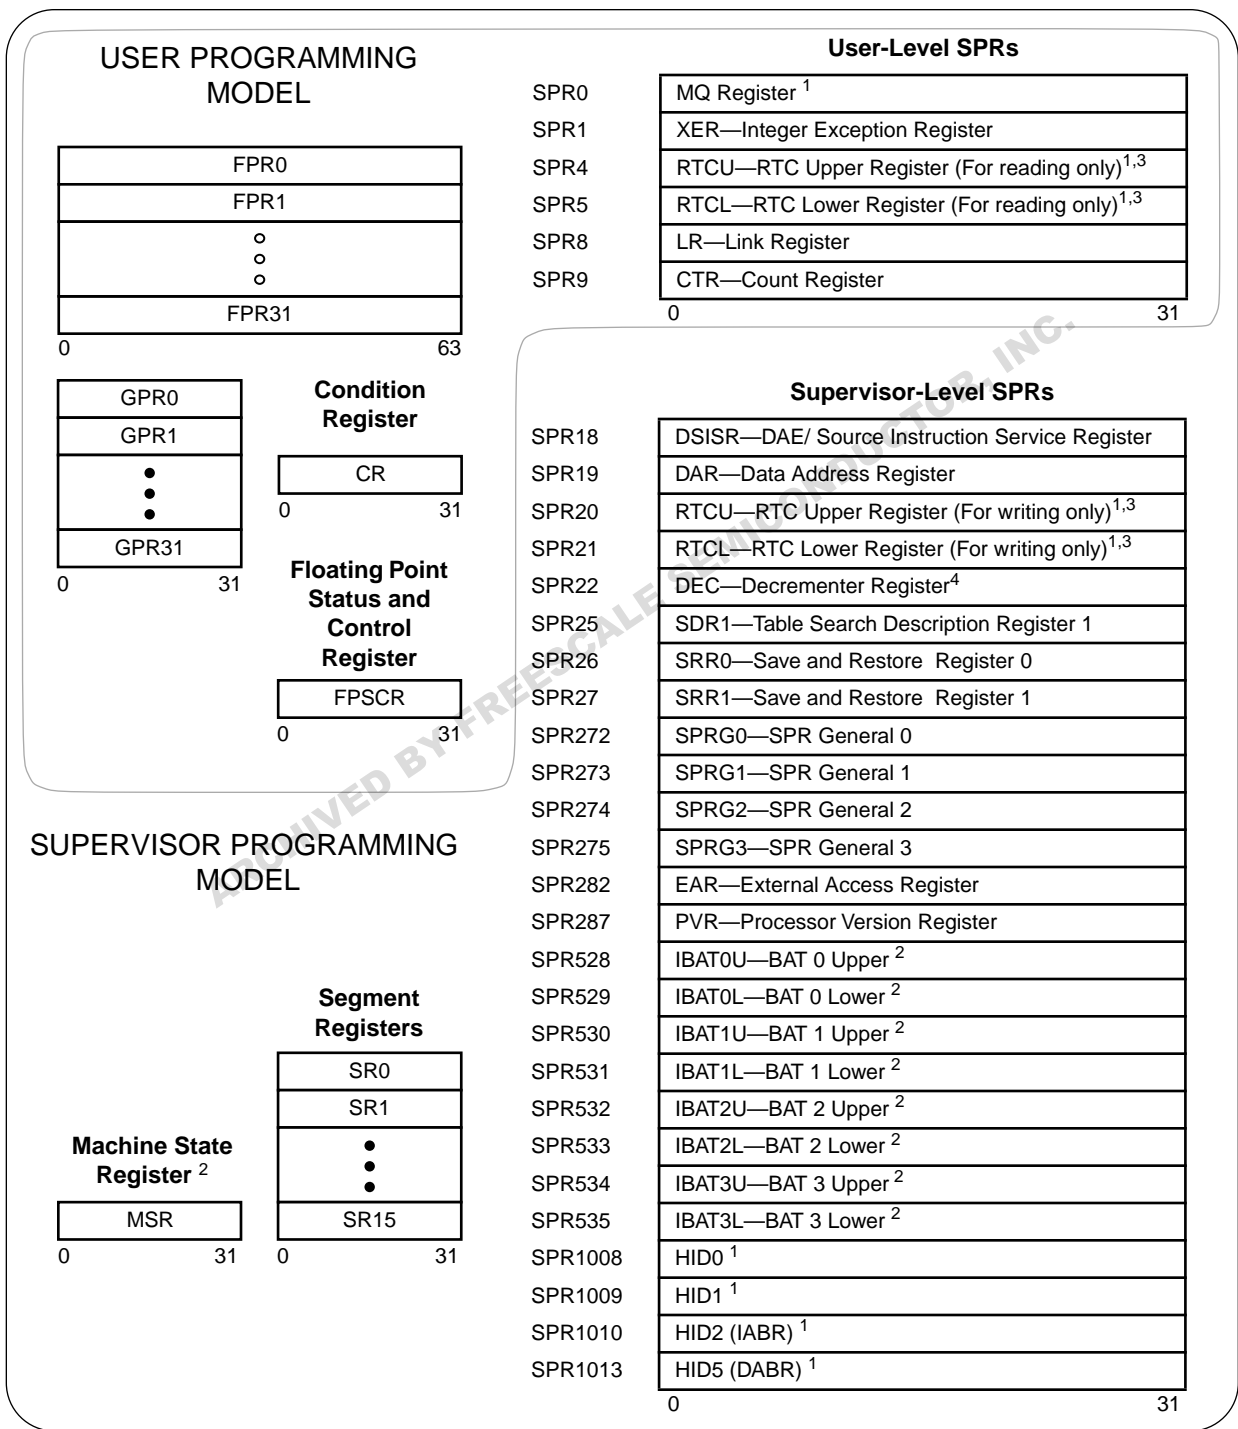 USER PROGRAMMING
MODEL
FPR0
FPR1
FPR31
0 63
GPR0
GPR1
GPR31
0 31
Condition
Register
CR
0 31
Floating Point
Status and
Control
Register
FPSCR
0 31
User-Level SPRs
SPR0 MQ Register 1
SPR1 XER—Integer Exception Register
SPR4 RTCU—RTC Upper Register (For reading only)1,3
SPR5 RTCL—RTC Lower Register (For reading only)1,3
SPR8 LR—Link Register
SPR9 CTR—Count Register
0 31
SUPERVISOR PROGRAMMING
MODEL
Machine State
Register 2
MSR
0 31
Segment
Registers
SR0
SR1
SR15
0 31
Supervisor-Level SPRs
SPR18 DSISR—DAE/ Source Instruction Service Register
SPR19 DAR—Data Address Register
SPR20 RTCU—RTC Upper Register (For writing only)1,3
SPR21 RTCL—RTC Lower Register (For writing only)1,3
SPR22 DEC—Decrementer Register4
SPR25 SDR1—Table Search Description Register 1
SPR26 SRR0—Save and Restore Register 0
SPR27 SRR1—Save and Restore Register 1
SPR272 SPRG0—SPR General 0
SPR273 SPRG1—SPR General 1
SPR274 SPRG2—SPR General 2
SPR275 SPRG3—SPR General 3
SPR282 EAR—External Access Register
SPR287 PVR—Processor Version Register
SPR528 IBAT0U—BAT 0 Upper 2
SPR529 IBAT0L—BAT 0 Lower 2
SPR530 IBAT1U—BAT 1 Upper 2
SPR531 IBAT1L—BAT 1 Lower 2
SPR532 IBAT2U—BAT 2 Upper 2
SPR533 IBAT2L—BAT 2 Lower 2
SPR534 IBAT3U—BAT 3 Upper 2
SPR535 IBAT3L—BAT 3 Lower 2
SPR1008 HID0 1
SPR1009 HID1 1
SPR1010 HID2 (IABR) 1
SPR1013 HID5 (DABR) 1
0 31
ARCHIVED BY FREESCALE SEMICONDUCTOR, INC.